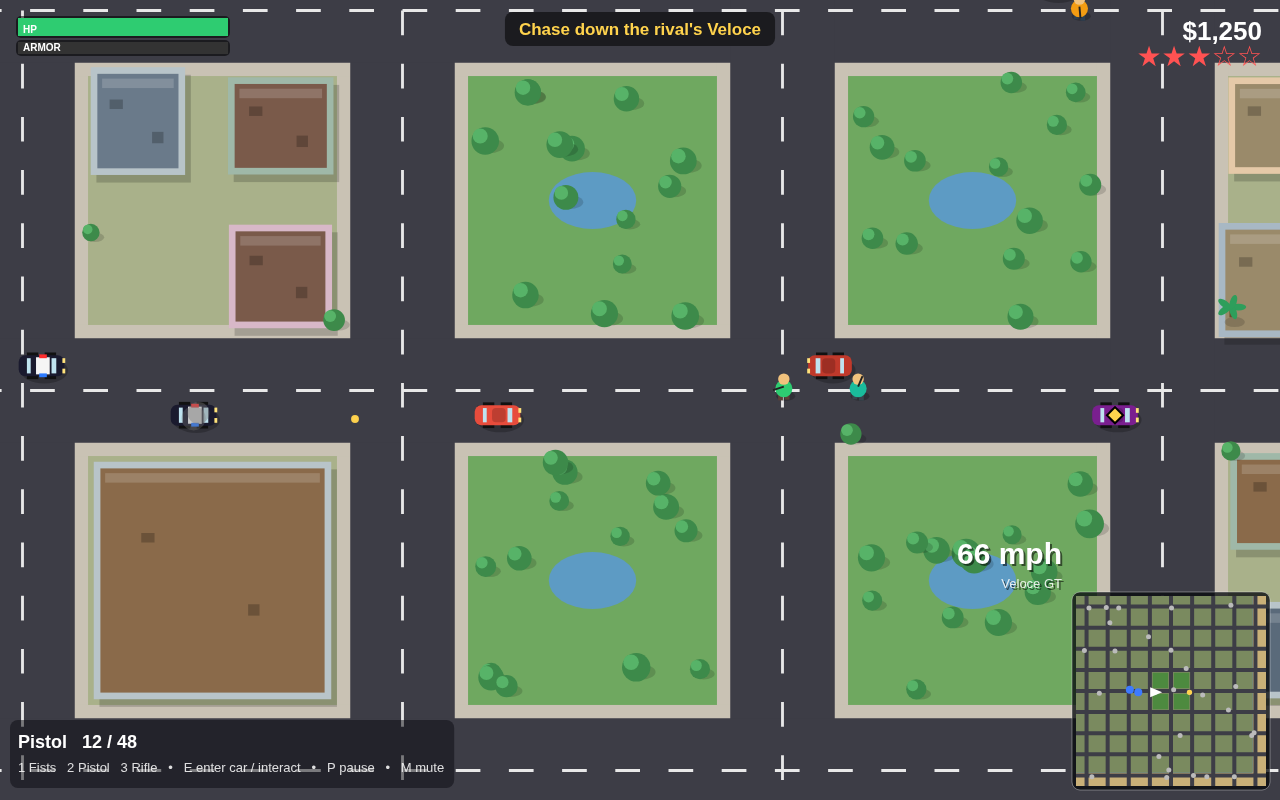 HP
ARMOR
Chase down the rival's Veloce
$1,250
★★★☆☆
66 mph
Veloce GT
Pistol 12 / 48
1 Fists 2 Pistol 3 Rifle • E enter car / interact • P pause • M mute